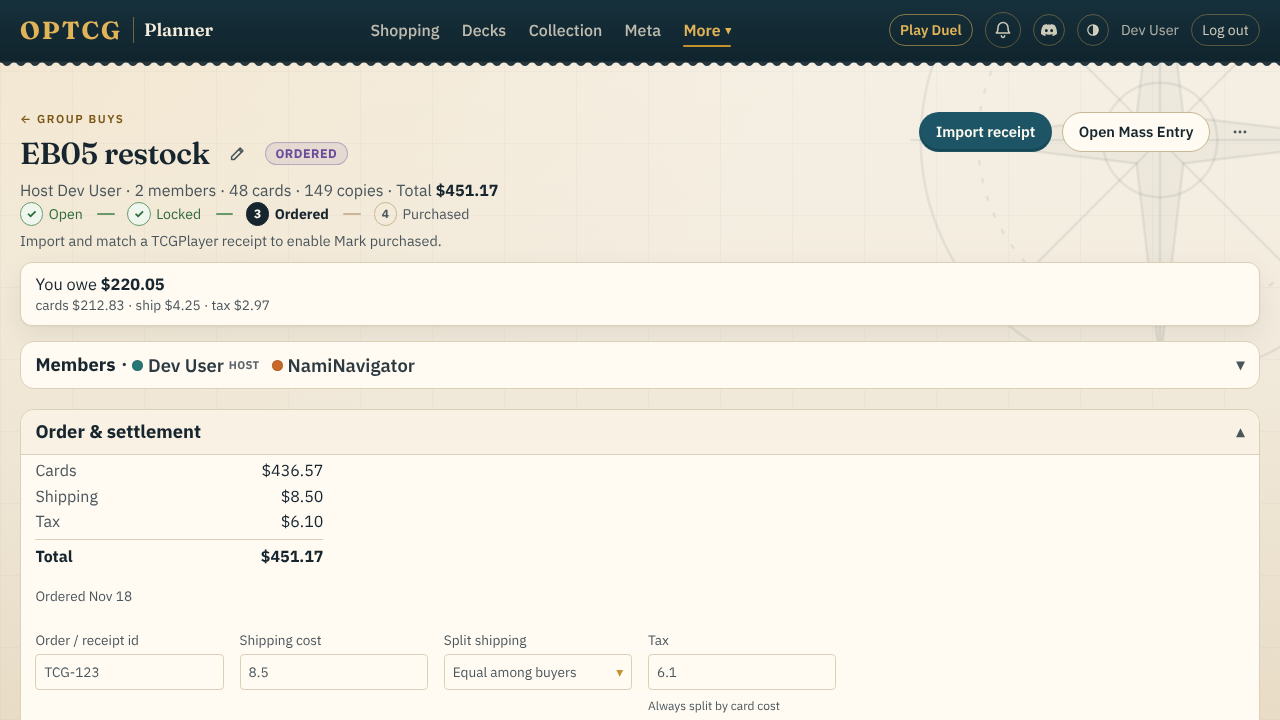 OPTCG Planner Shopping Decks Collection Meta More ▾ Play Duel Dev User Log out
← GROUP BUYS
EB05 restock ORDERED
Import receipt Open Mass Entry ···
Host Dev User · 2 members · 48 cards · 149 copies · Total $451.17
✓ Open ✓ Locked 3 Ordered 4 Purchased
Import and match a TCGPlayer receipt to enable Mark purchased.
You owe $220.05
cards $212.83 · ship $4.25 · tax $2.97
Members · Dev User HOST NamiNavigator ▼
Order & settlement ▲
Cards $436.57
Shipping $8.50
Tax $6.10
Total $451.17
Ordered Nov 18
Order / receipt id Shipping cost Split shipping Tax
TCG-123 8.5 Equal among buyers ▼ 6.1
Always split by card cost